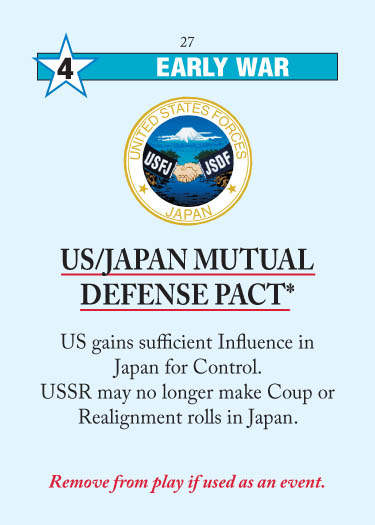 27
4
EARLY WAR
UNITED STATES FORCES
USFJ
JSDF
JAPAN
US/JAPAN MUTUAL
DEFENSE PACT*
US gains sufficient Influence in
Japan for Control.
USSR may no longer make Coup or
Realignment rolls in Japan.
Remove from play if used as an event.